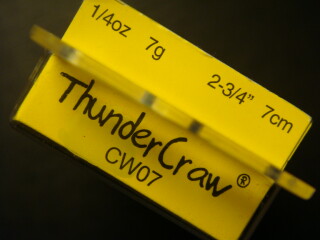 1/4oz 7g 2-3/4" 7cm
ThunderCraw®
CW07